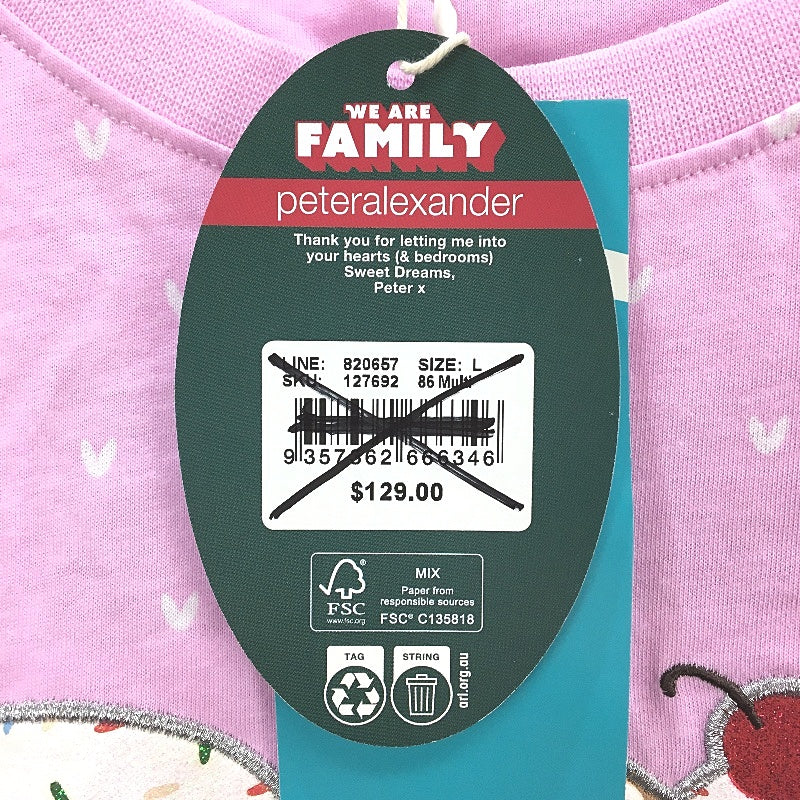 WE ARE
FAMILY
peteralexander
Thank you for letting me into
your hearts (& bedrooms)
Sweet Dreams,
Peter x
LINE: 820657 SIZE: L
SKU: 127692 86 Multi
9 357362 666346
$129.00
FSC®
www.fsc.org
MIX
Paper from
responsible sources
FSC® C135818
TAG
STRING
arl.org.au